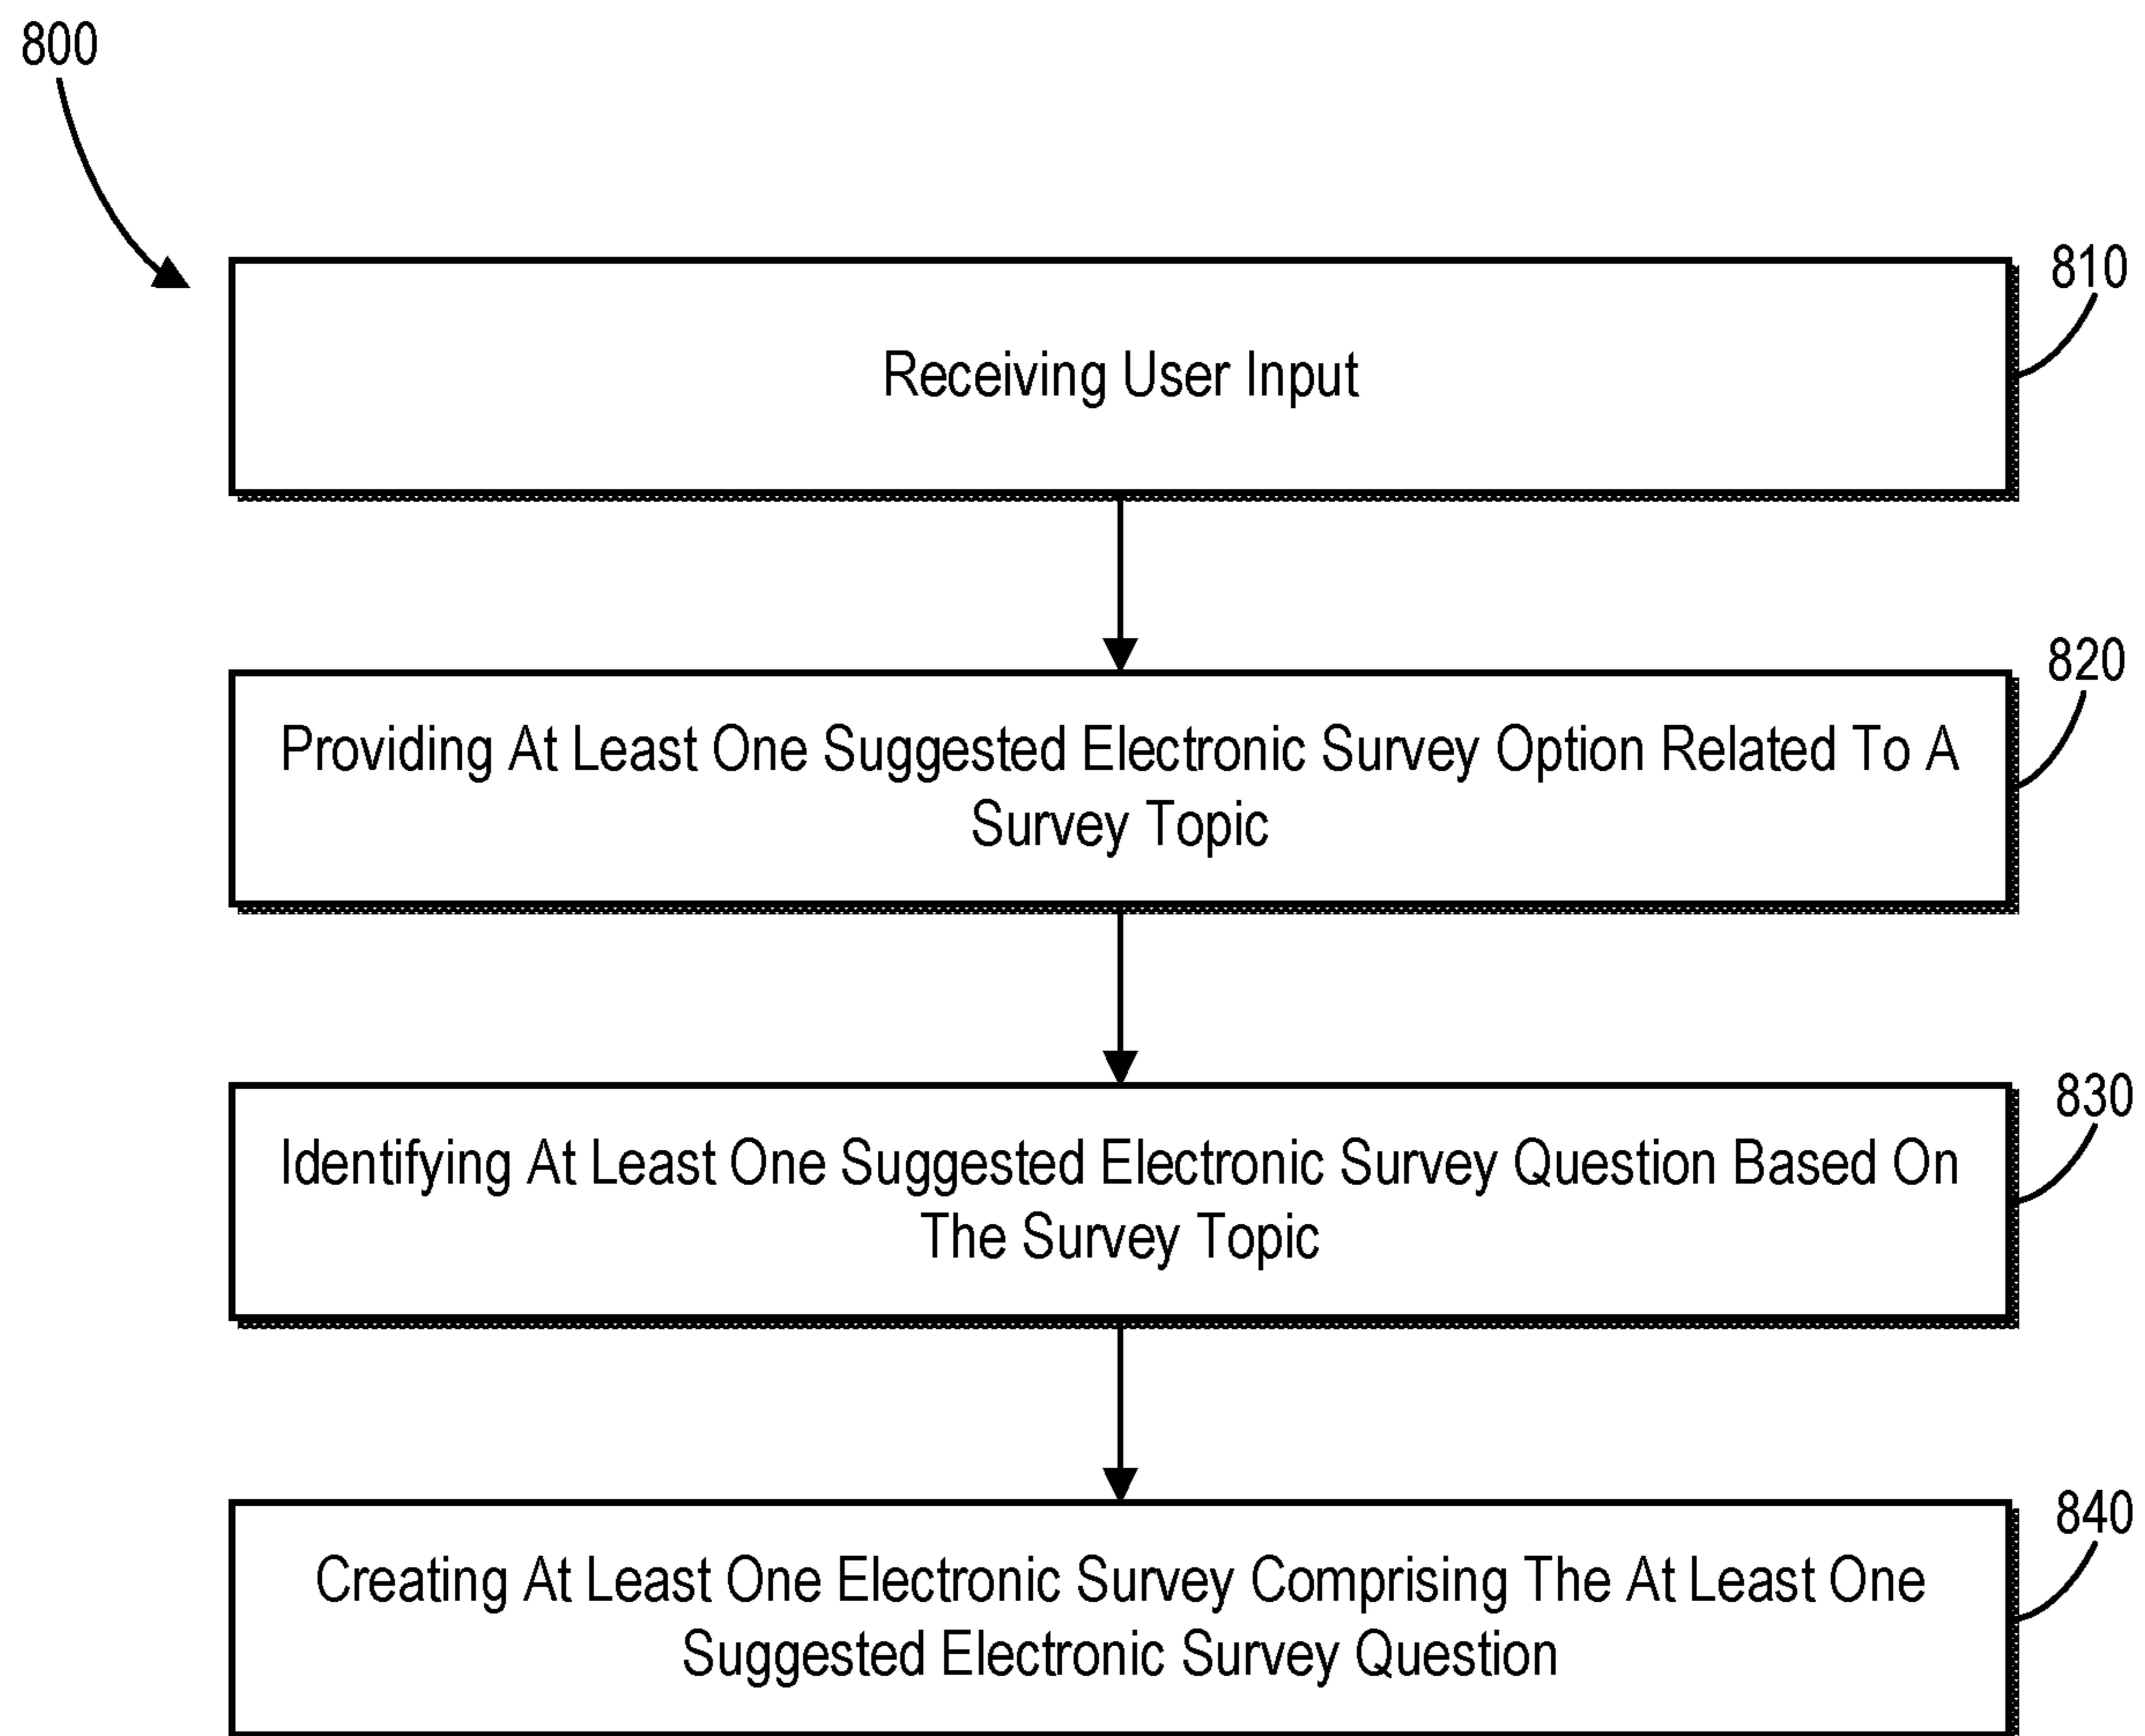 800
810
Receiving User Input
820
Providing At Least One Suggested Electronic Survey Option Related To A
Survey Topic
830
Identifying At Least One Suggested Electronic Survey Question Based On
The Survey Topic
840
Creating At Least One Electronic Survey Comprising The At Least One
Suggested Electronic Survey Question